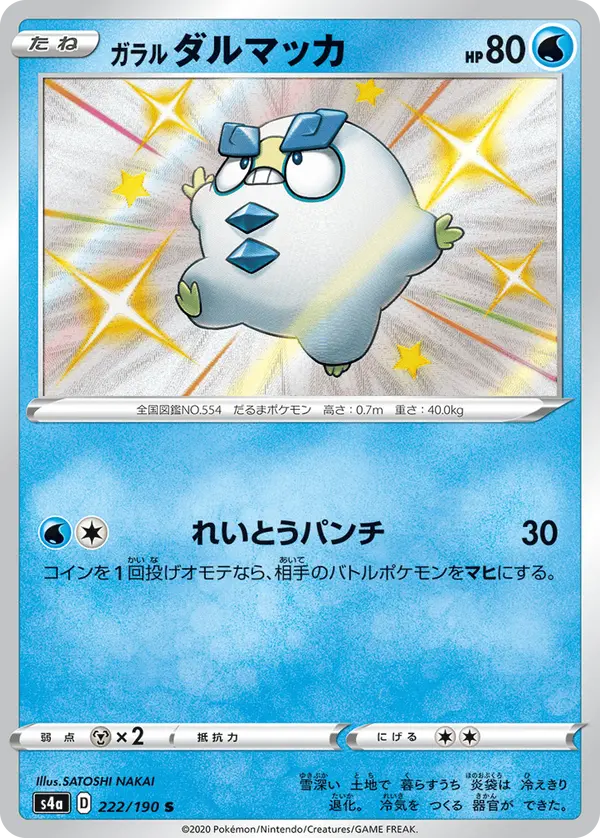 たね
ガラル ダルマッカ
HP 80
全国図鑑NO.554 だるまポケモン 高さ:0.7m 重さ:40.0kg
れいとうパンチ 30
コインを1回投げオモテなら、相手のバトルポケモンをマヒにする。
弱点 ×2 抵抗力 にげる
Illus.SATOSHI NAKAI
s4a D 222/190 S
雪深い 土地で 暮らすうち 炎袋は 冷えきり
退化。 冷気を つくる 器官が できた。
©2020 Pokémon/Nintendo/Creatures/GAME FREAK.